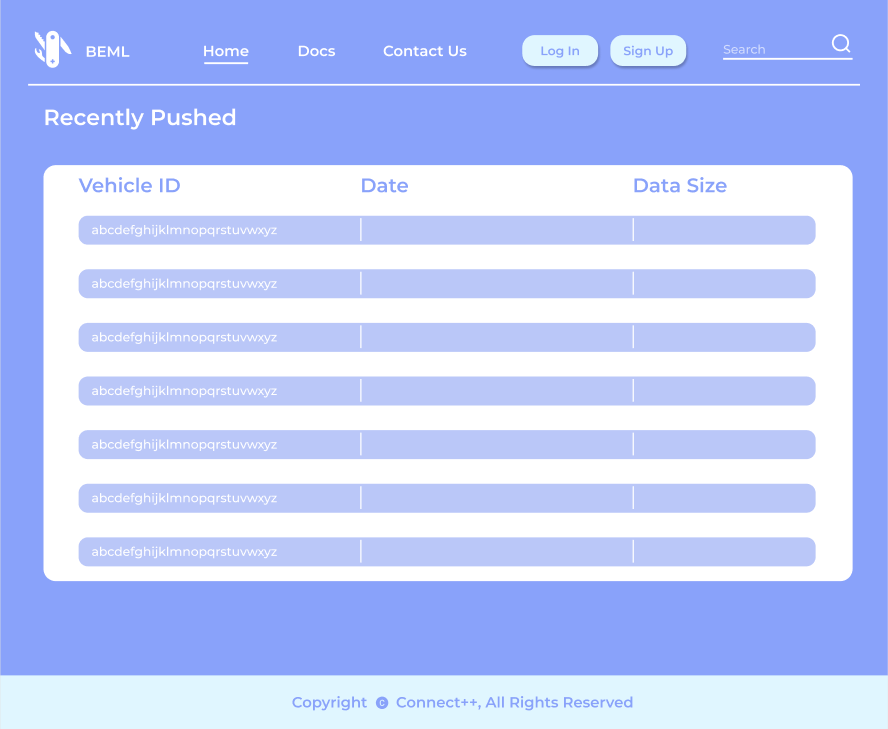 BEML Home Docs Contact Us Log In Sign Up Search
Recently Pushed
Vehicle ID Date Data Size
abcdefghijklmnopqrstuvwxyz
abcdefghijklmnopqrstuvwxyz
abcdefghijklmnopqrstuvwxyz
abcdefghijklmnopqrstuvwxyz
abcdefghijklmnopqrstuvwxyz
abcdefghijklmnopqrstuvwxyz
abcdefghijklmnopqrstuvwxyz
Copyright © Connect++, All Rights Reserved